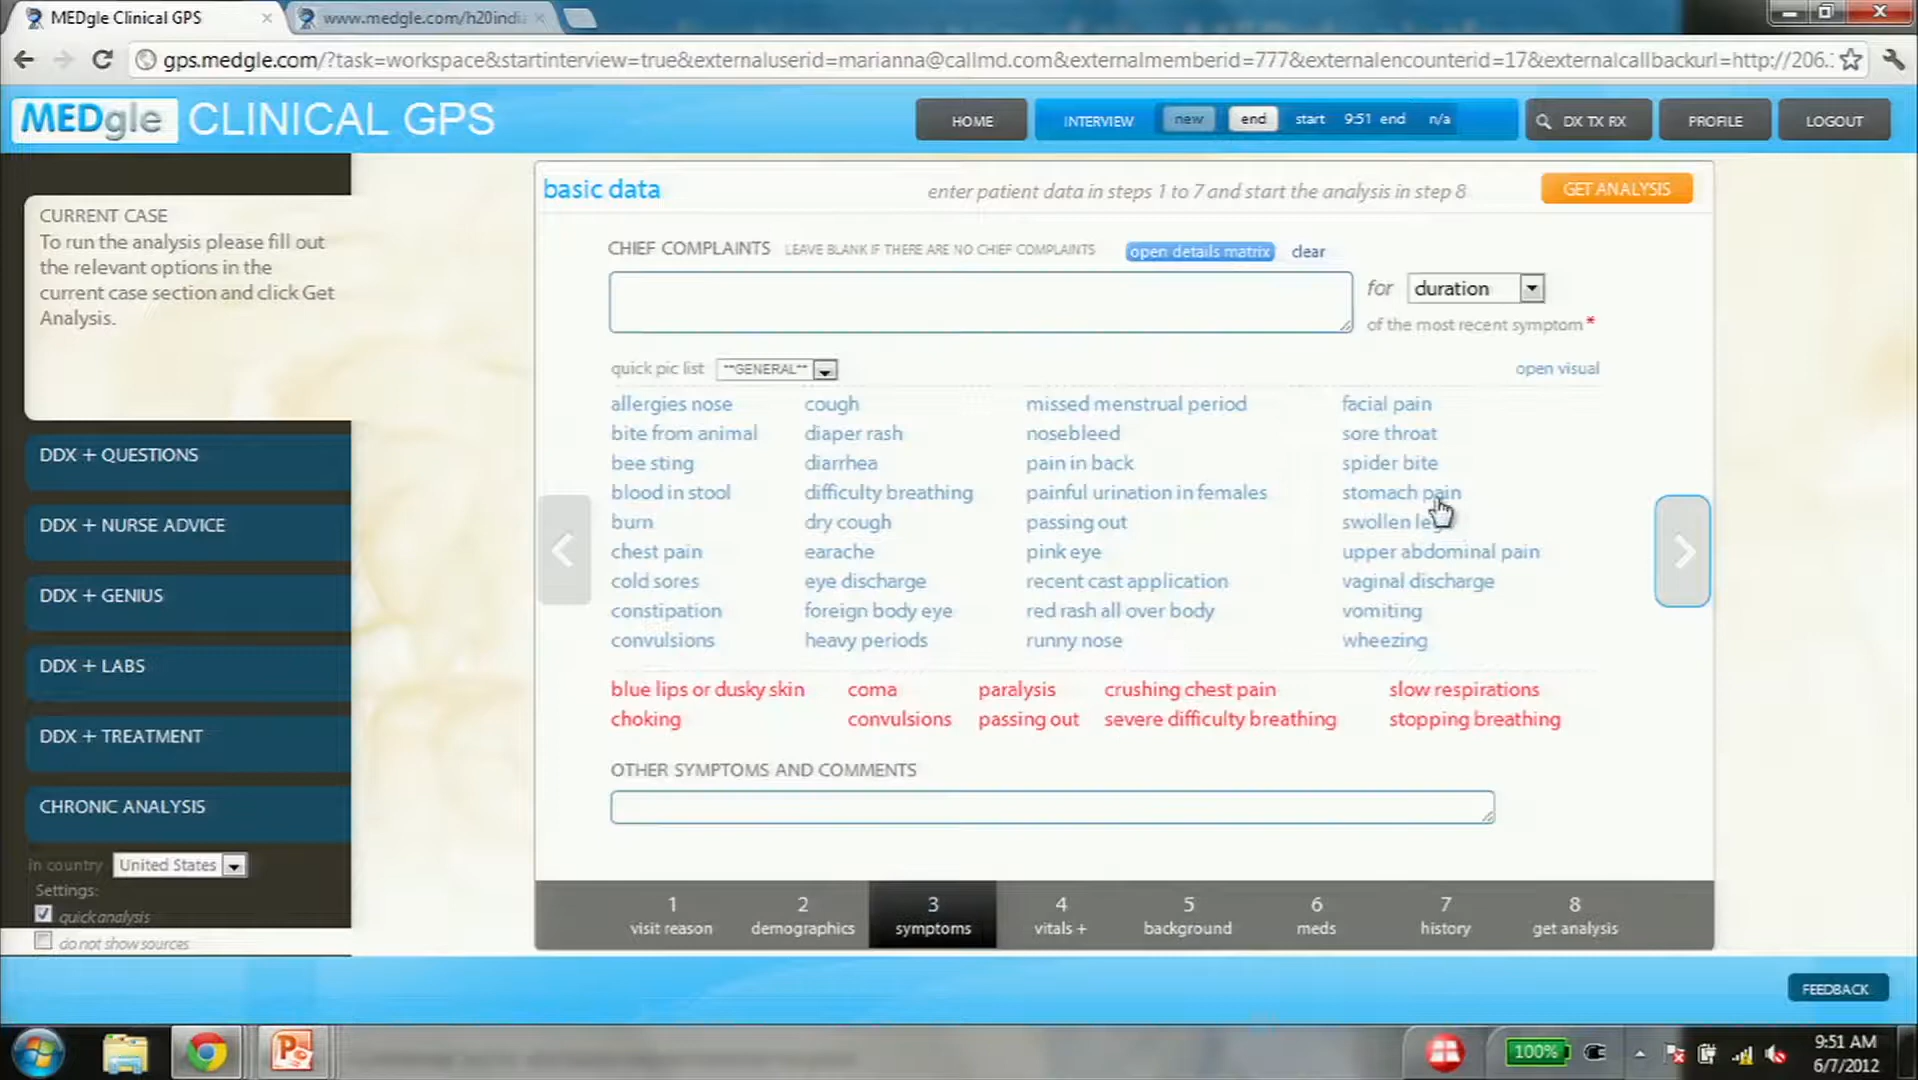 MEDgle Clinical GPS
www.medgle.com/h20indi
gps.medgle.com/?task=workspace&startinterview=true&externaluserid=marianna@callmd.com&externalmemberid=777&externalencounterid=17&externalcallbackurl=http://206.
MEDgle CLINICAL GPS
HOME
INTERVIEW
new
end
start
9:51 end
n/a
DX TX RX
PROFILE
LOGOUT
CURRENT CASE
To run the analysis please fill out
the relevant options in the
current case section and click Get
Analysis.
DDX + QUESTIONS
DDX + NURSE ADVICE
DDX + GENIUS
DDX + LABS
DDX + TREATMENT
CHRONIC ANALYSIS
in country United States
Settings:
quick analysis
do not show sources
basic data
enter patient data in steps 1 to 7 and start the analysis in step 8
GET ANALYSIS
CHIEF COMPLAINTS LEAVE BLANK IF THERE ARE NO CHIEF COMPLAINTS open details matrix clear
for duration
of the most recent symptom *
quick pic list **GENERAL** open visual
allergies nose cough missed menstrual period facial pain
bite from animal diaper rash nosebleed sore throat
bee sting diarrhea pain in back spider bite
blood in stool difficulty breathing painful urination in females stomach pain
burn dry cough passing out swollen
chest pain earache pink eye upper abdominal pain
cold sores eye discharge recent cast application vaginal discharge
constipation foreign body eye red rash all over body vomiting
convulsions heavy periods runny nose wheezing
blue lips or dusky skin coma paralysis crushing chest pain slow respirations
choking convulsions passing out severe difficulty breathing stopping breathing
OTHER SYMPTOMS AND COMMENTS
1 2 3 4 5 6 7 8
visit reason demographics symptoms vitals + background meds history get analysis
FEEDBACK
100%
9:51 AM
6/7/2012